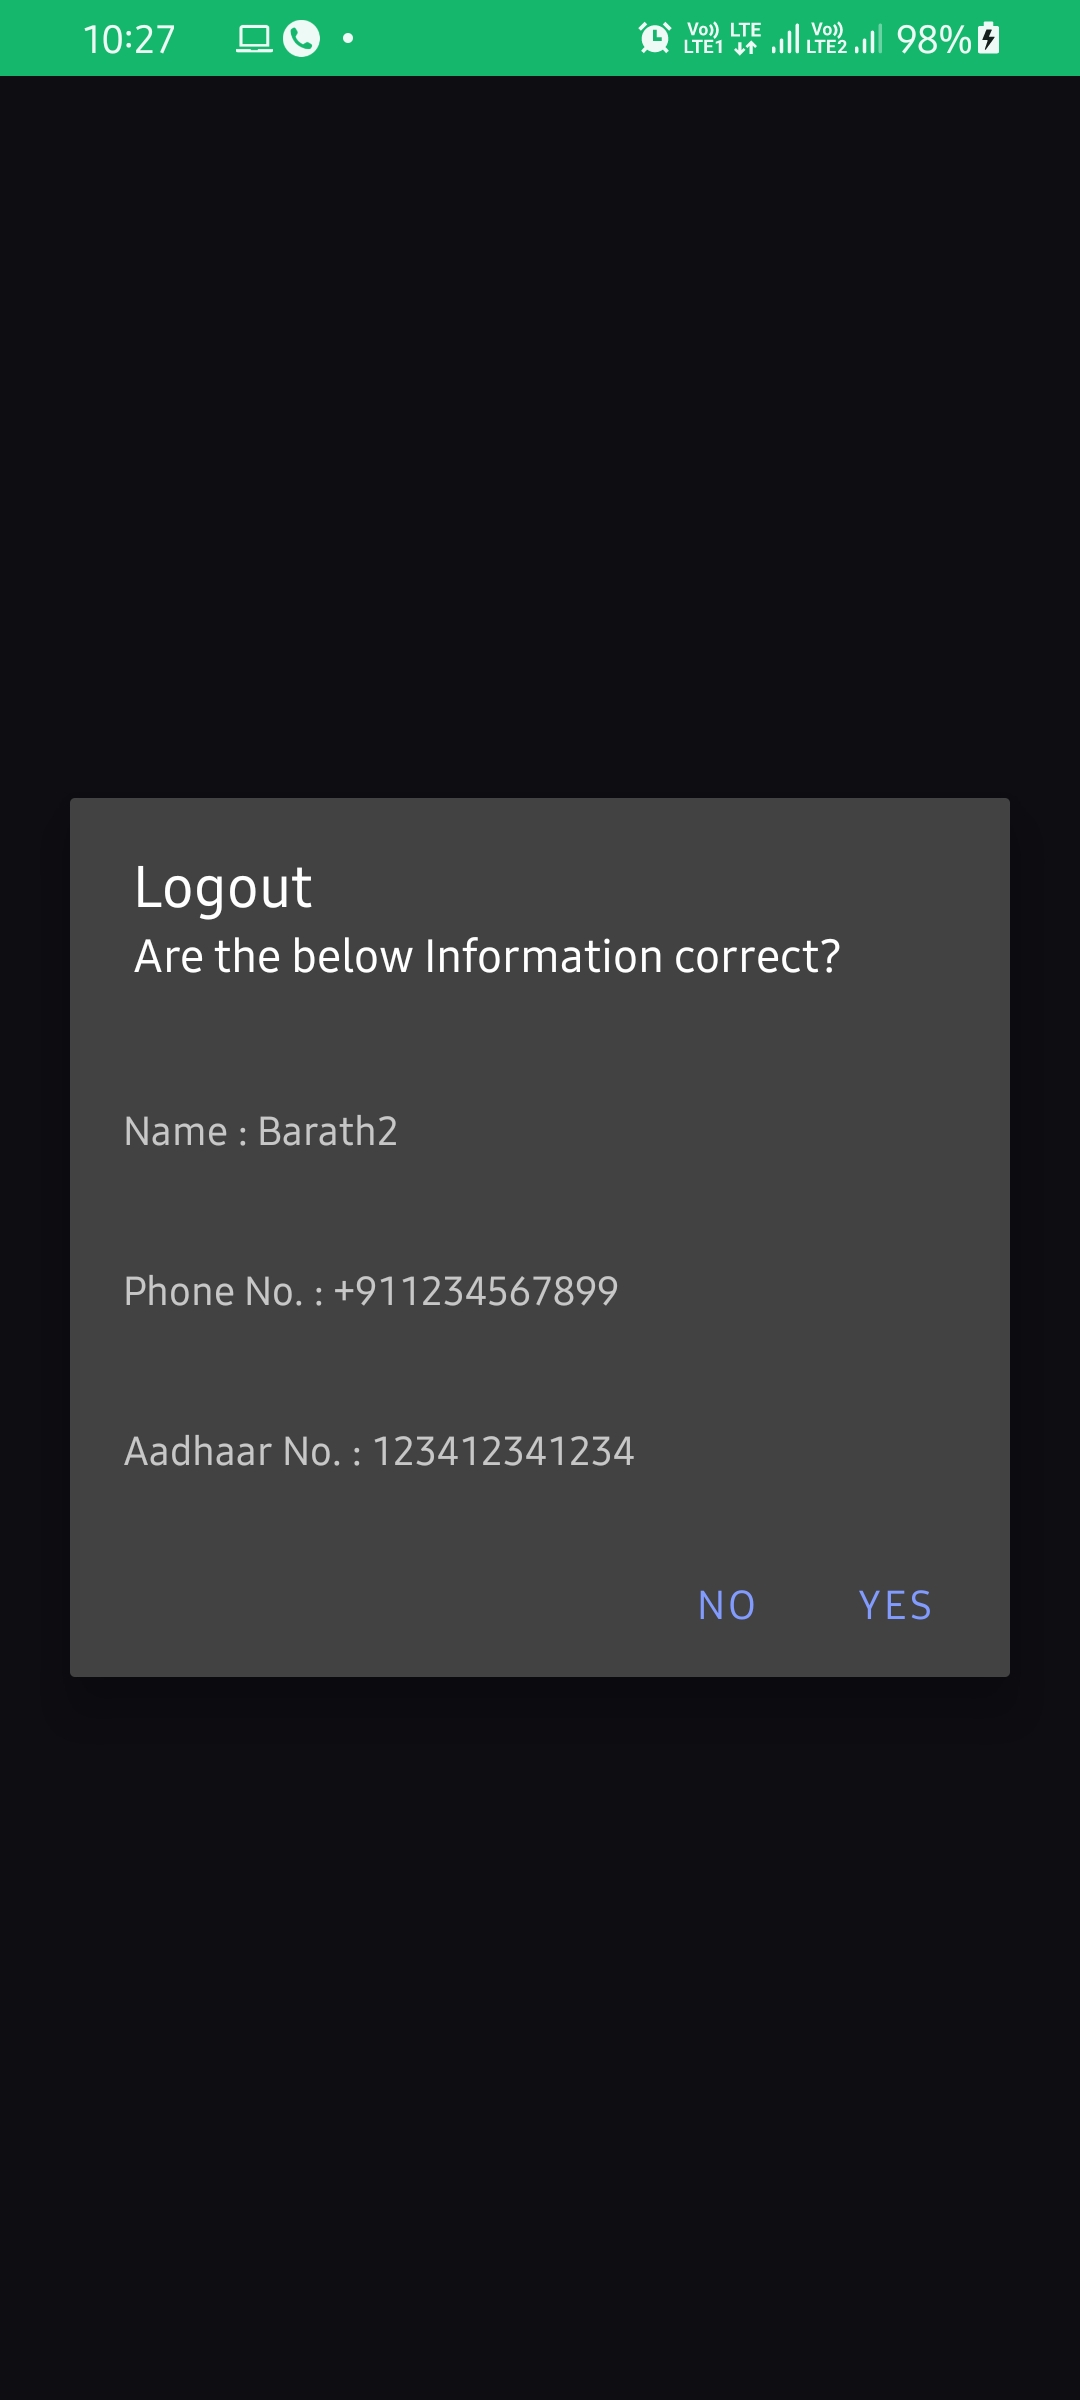 10:27
Vo)) LTE Vo)) 98%
LTE1 LTE2
Logout
Are the below Information correct?
Name : Barath2
Phone No. : +911234567899
Aadhaar No. : 123412341234
NO YES